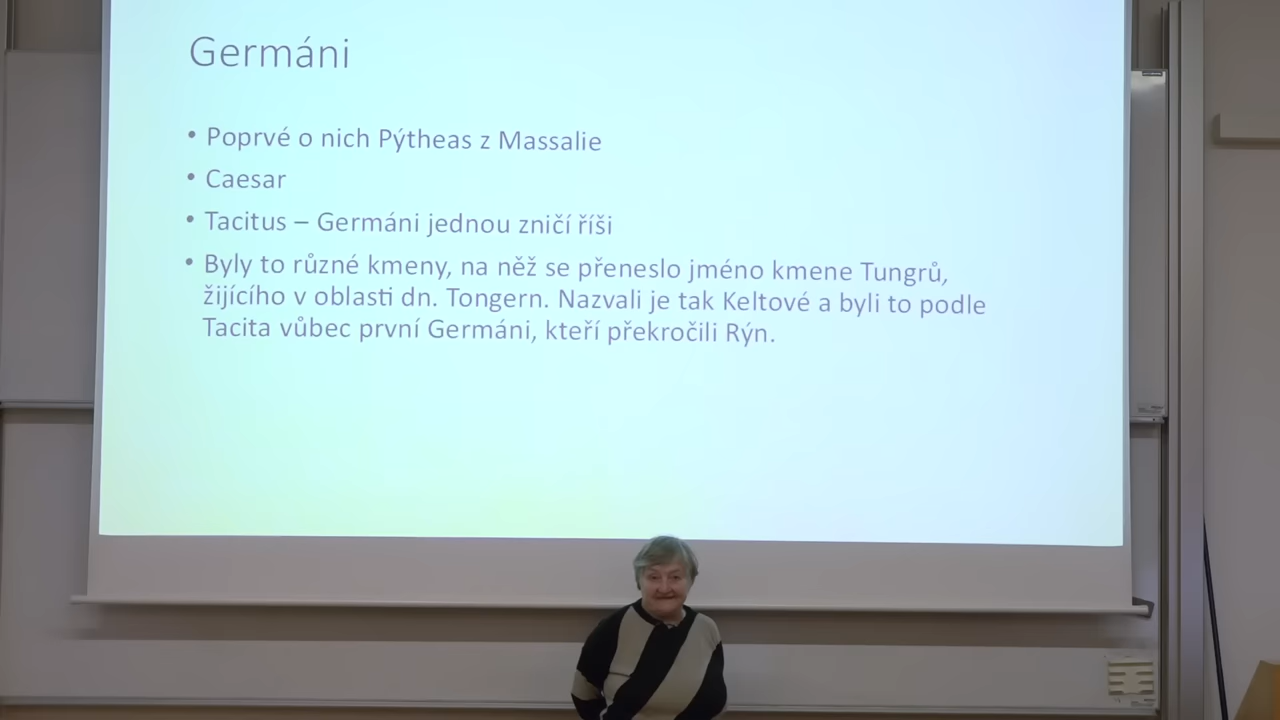 Germáni
• Poprvé o nich Pýtheas z Massalie
• Caesar
• Tacitus – Germáni jednou zničí říši
• Byly to různé kmeny, na něž se přeneslo jméno kmene Tungrů,
žijícího v oblasti dn. Tongern. Nazvali je tak Keltové a byli to podle
Tacita vůbec první Germáni, kteří překročili Rýn.